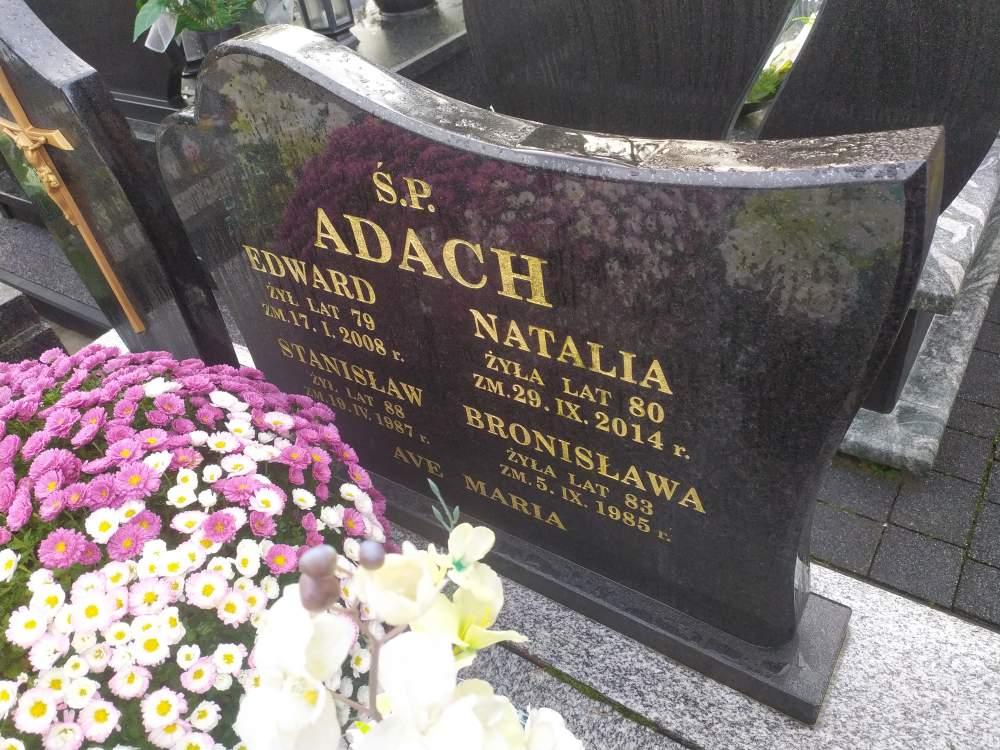 Ś.P.
ADACH
EDWARD
ŻYŁ LAT 79
ZM.17. I. 2008 r.
NATALIA
ŻYŁA LAT 80
ZM. 29. IX. 2014 r.
STANISŁAW
ŻYŁ LAT 88
ZM.19. IV. 1987 r.
BRONISŁAWA
ŻYŁA LAT 83
ZM. 5. IX. 1985 r.
AVE MARIA